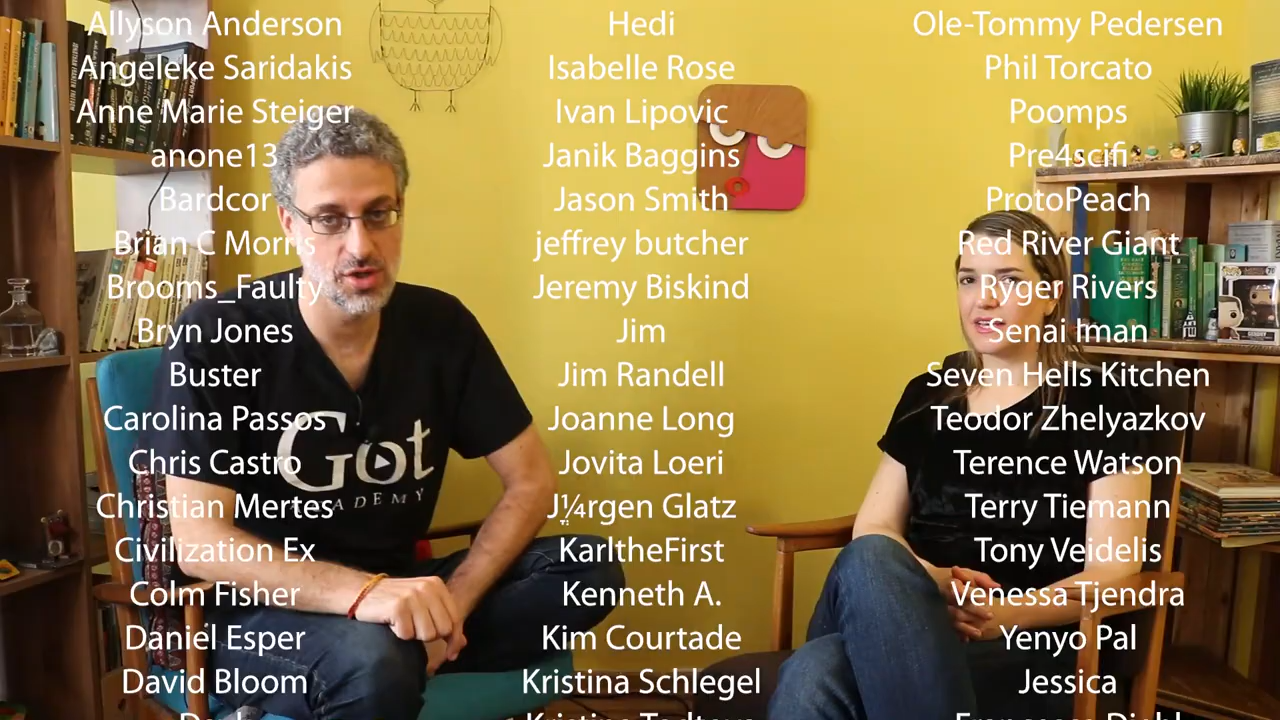 Allyson Anderson
Angeleke Saridakis
Anne Marie Steiger
anone13
Bardcor
Brian C Morris
Brooms_Faulty
Bryn Jones
Buster
Carolina Passos
Chris Castro
Christian Mertes
Civilization Ex
Colm Fisher
Daniel Esper
David Bloom
Hedi
Isabelle Rose
Ivan Lipovic
Janik Baggins
Jason Smith
jeffrey butcher
Jeremy Biskind
Jim
Jim Randell
Joanne Long
Jovita Loeri
J¼rgen Glatz
KarltheFirst
Kenneth A.
Kim Courtade
Kristina Schlegel
Ole-Tommy Pedersen
Phil Torcato
Poomps
Pre4scifi
ProtoPeach
Red River Giant
Ryger Rivers
Senai Iman
Seven Hells Kitchen
Teodor Zhelyazkov
Terence Watson
Terry Tiemann
Tony Veidelis
Venessa Tjendra
Yenyo Pal
Jessica
Got
ACADEMY